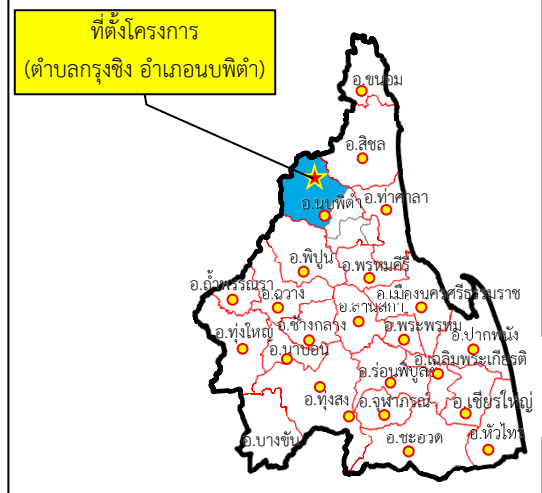 ที่ตั้งโครงการ
(ตำบลกรุงชิง อำเภอนบพิตำ)
อ.ขนอม
อ.สิชล
อ.นบพิตำ
อ.ท่าศาลา
อ.พิปูน
อ.พรหมคีรี
อ.ถ้ำพรรณรา
อ.ฉวาง
อ.ลานสกา
อ.เมืองนครศรีธรรมราช
อ.ทุ่งใหญ่
อ.ช้างกลาง
อ.พระพรหม
อ.ปากพนัง
อ.นาบอน
อ.ร่อนพิบูลย์
อ.เฉลิมพระเกียรติ
อ.ทุ่งสง
อ.จุฬาภรณ์
อ.เชียรใหญ่
อ.บางขัน
อ.ชะอวด
อ.หัวไทร